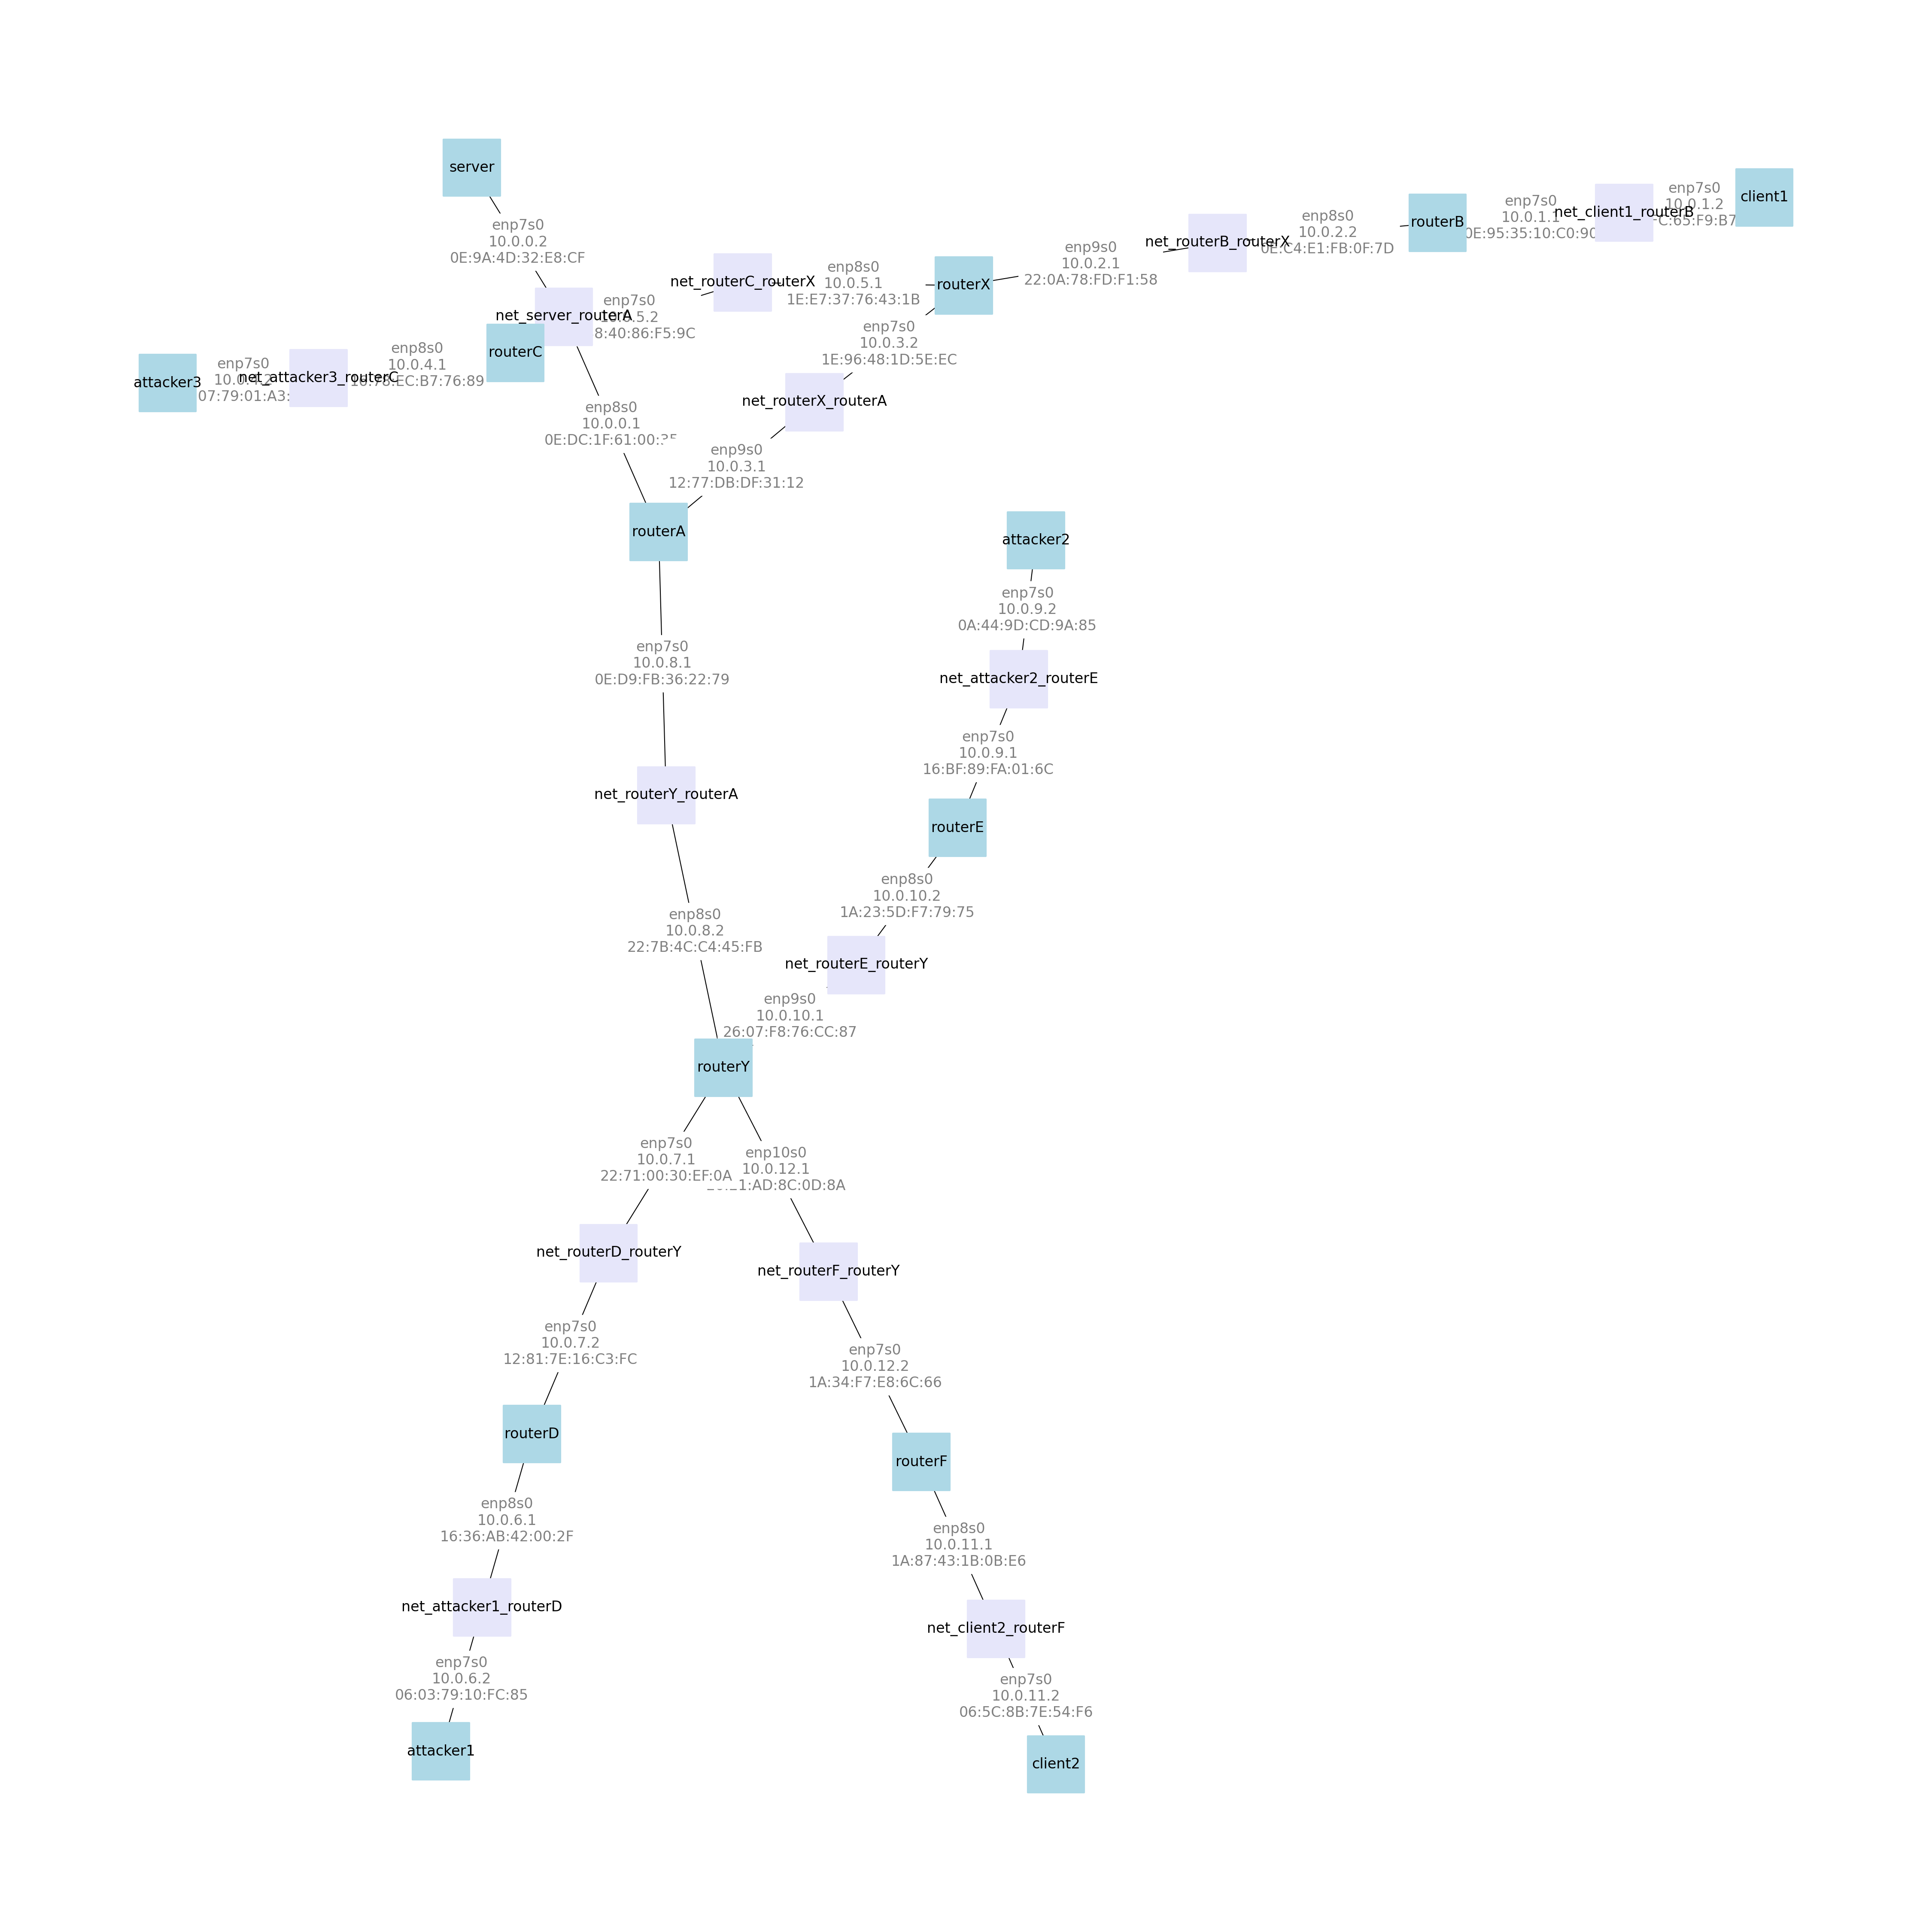 server
enp7s0
10.0.0.2
0E:9A:4D:32:E8:CF
client1
enp7s0
10.0.1.2
C:65:F9:B7
net_client1_routerB
enp7s0
10.0.1.1
0E:95:35:10:C0:90
routerB
enp8s0
10.0.2.2
0E:C4:E1:FB:0F:7D
net_routerB_routerX
enp9s0
10.0.2.1
22:0A:78:FD:F1:58
routerX
enp8s0
10.0.5.1
1E:E7:37:76:43:1B
net_routerC_routerX
enp7s0
5.2
8:40:86:F5:9C
net_server_routerA
routerC
enp8s0
10.0.4.1
EC:B7:76:89
net_attacker3_routerC
enp7s0
07:79:01:A3:
attacker3
enp7s0
10.0.3.2
1E:96:48:1D:5E:EC
net_routerX_routerA
enp8s0
10.0.0.1
0E:DC:1F:61:00:
enp9s0
10.0.3.1
12:77:DB:DF:31:12
routerA
attacker2
enp7s0
10.0.9.2
0A:44:9D:CD:9A:85
enp7s0
10.0.8.1
0E:D9:FB:36:22:79
net_attacker2_routerE
enp7s0
10.0.9.1
16:BF:89:FA:01:6C
net_routerY_routerA
routerE
enp8s0
10.0.10.2
1A:23:5D:F7:79:75
enp8s0
10.0.8.2
22:7B:4C:C4:45:FB
net_routerE_routerY
enp9s0
10.0.10.1
26:07:F8:76:CC:87
routerY
enp7s0
10.0.7.1
22:71:00:30:EF:0A
enp10s0
10.0.12.1
1:AD:8C:0D:8A
net_routerD_routerY
net_routerF_routerY
enp7s0
10.0.7.2
12:81:7E:16:C3:FC
enp7s0
10.0.12.2
1A:34:F7:E8:6C:66
routerD
routerF
enp8s0
10.0.6.1
16:36:AB:42:00:2F
enp8s0
10.0.11.1
1A:87:43:1B:0B:E6
net_attacker1_routerD
net_client2_routerF
enp7s0
10.0.6.2
06:03:79:10:FC:85
enp7s0
10.0.11.2
06:5C:8B:7E:54:F6
attacker1
client2